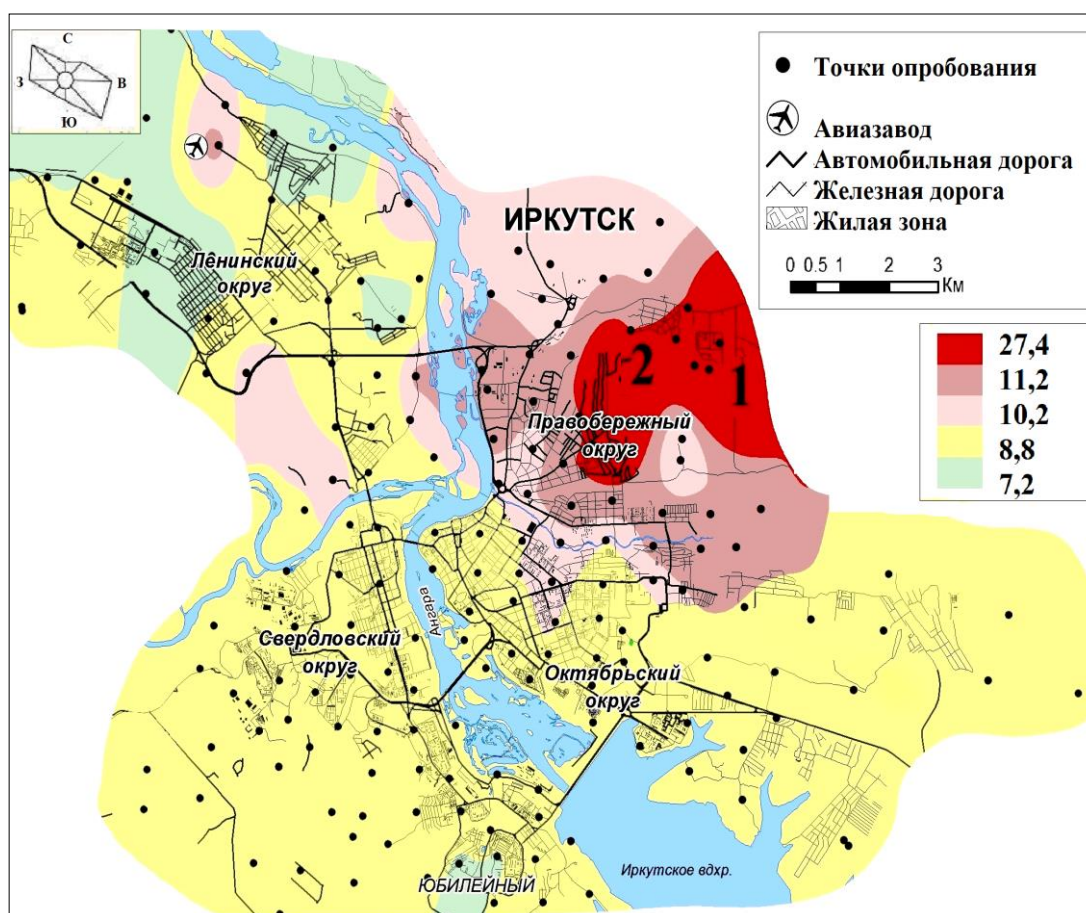 С
З
В
Ю
Точки опробования
Авиазавод
Автомобильная дорога
Железная дорога
Жилая зона
0 0.5 1 2 3
Км
27,4
11,2
10,2
8,8
7,2
ИРКУТСК
Ленинский
округ
2
1
Правобережный
округ
Ангара
Свердловский
округ
Октябрьский
округ
ЮБИЛЕЙНЫЙ
Иркутское вдхр.